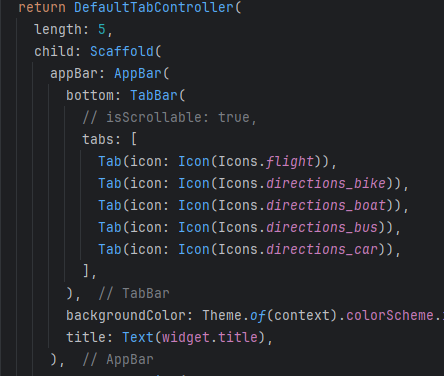 return DefaultTabController(
length: 5,
child: Scaffold(
appBar: AppBar(
bottom: TabBar(
// isScrollable: true,
tabs: [
Tab(icon: Icon(Icons.flight)),
Tab(icon: Icon(Icons.directions_bike)),
Tab(icon: Icon(Icons.directions_boat)),
Tab(icon: Icon(Icons.directions_bus)),
Tab(icon: Icon(Icons.directions_car)),
],
), // TabBar
backgroundColor: Theme.of(context).colorScheme.
title: Text(widget.title),
), // AppBar